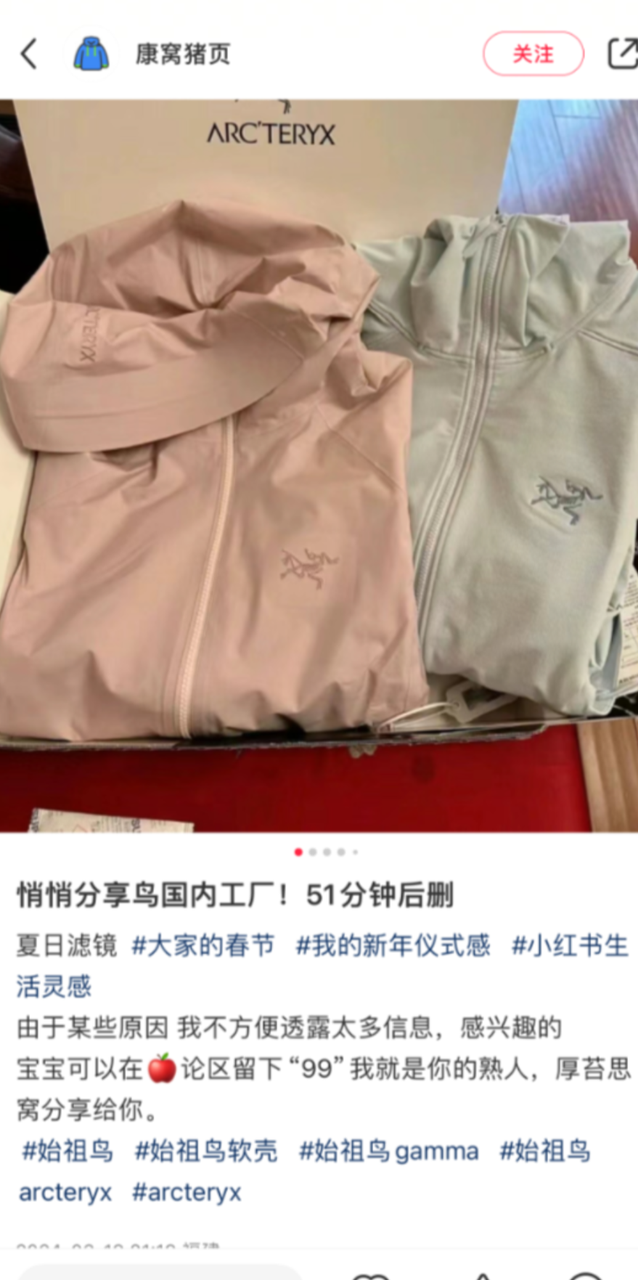 康窝猪页
关注
ARC'TERYX
悄悄分享鸟国内工厂！51分钟后删
夏日滤镜 #大家的春节 #我的新年仪式感 #小红书生
活灵感
由于某些原因 我不方便透露太多信息，感兴趣的
宝宝可以在🍎论区留下“99”我就是你的熟人，厚苔思
窝分享给你。
#始祖鸟 #始祖鸟软壳 #始祖鸟gamma #始祖鸟
arcteryx #arcteryx